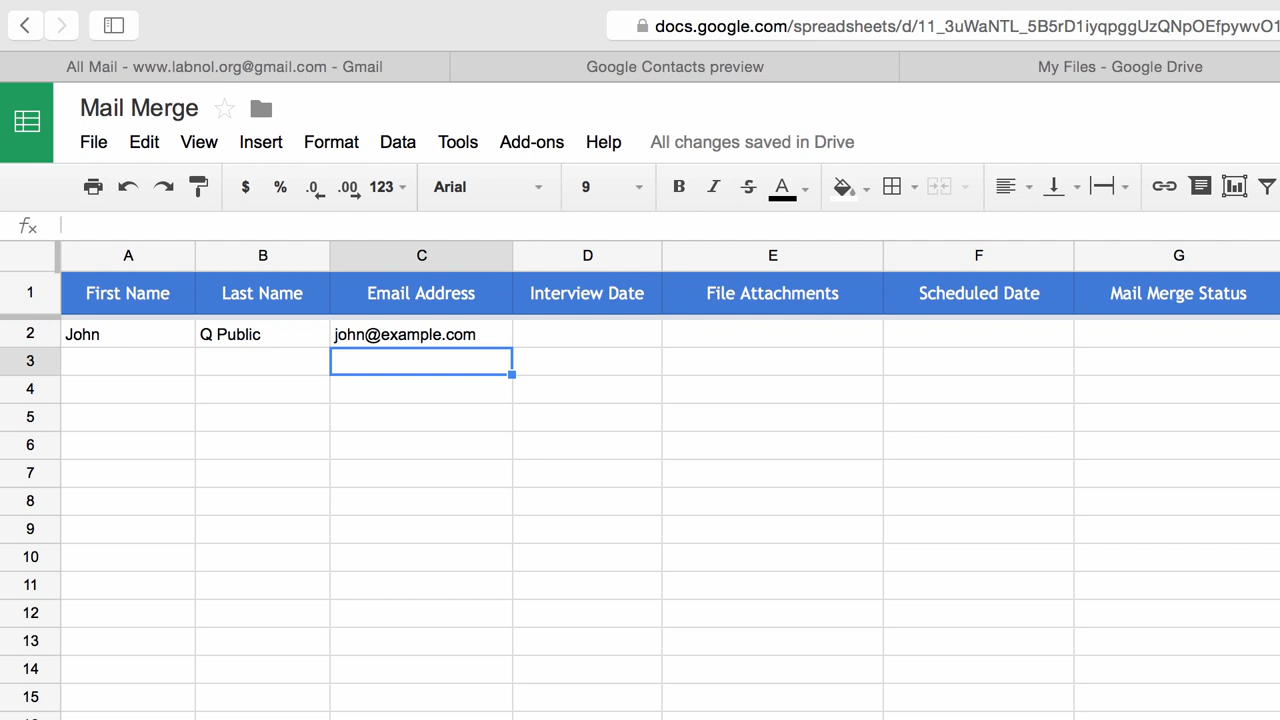 docs.google.com/spreadsheets/d/11_3uWaNTL_5B5rD1iyqpggUzQNpOEfpywvO1
All Mail - www.labnol.org@gmail.com - Gmail Google Contacts preview My Files - Google Drive
Mail Merge
File Edit View Insert Format Data Tools Add-ons Help All changes saved in Drive
$ % .0 .00 123 Arial 9 B I S A
fx
A B C D E F G
1 First Name Last Name Email Address Interview Date File Attachments Scheduled Date Mail Merge Status
2 John Q Public john@example.com
3
4
5
6
7
8
9
10
11
12
13
14
15